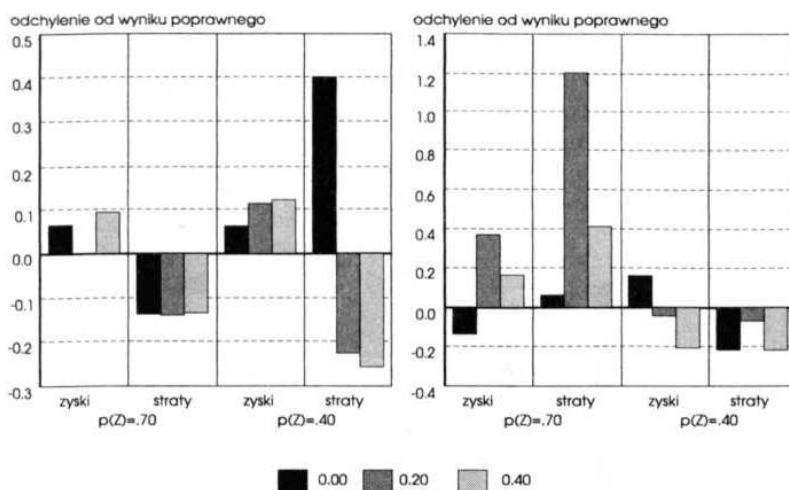 odchylenie od wyniku poprawnego
0.5
0.4
0.3
0.2
0.1
0.0
-0.1
-0.2
-0.3
zyski straty zyski straty
p(Z)=.70 p(Z)=.40
odchylenie od wyniku poprawnego
1.4
1.2
1.0
0.8
0.6
0.4
0.2
0.0
-0.2
-0.4
zyski straty zyski straty
p(Z)=.70 p(Z)=.40
0.00 0.20 0.40